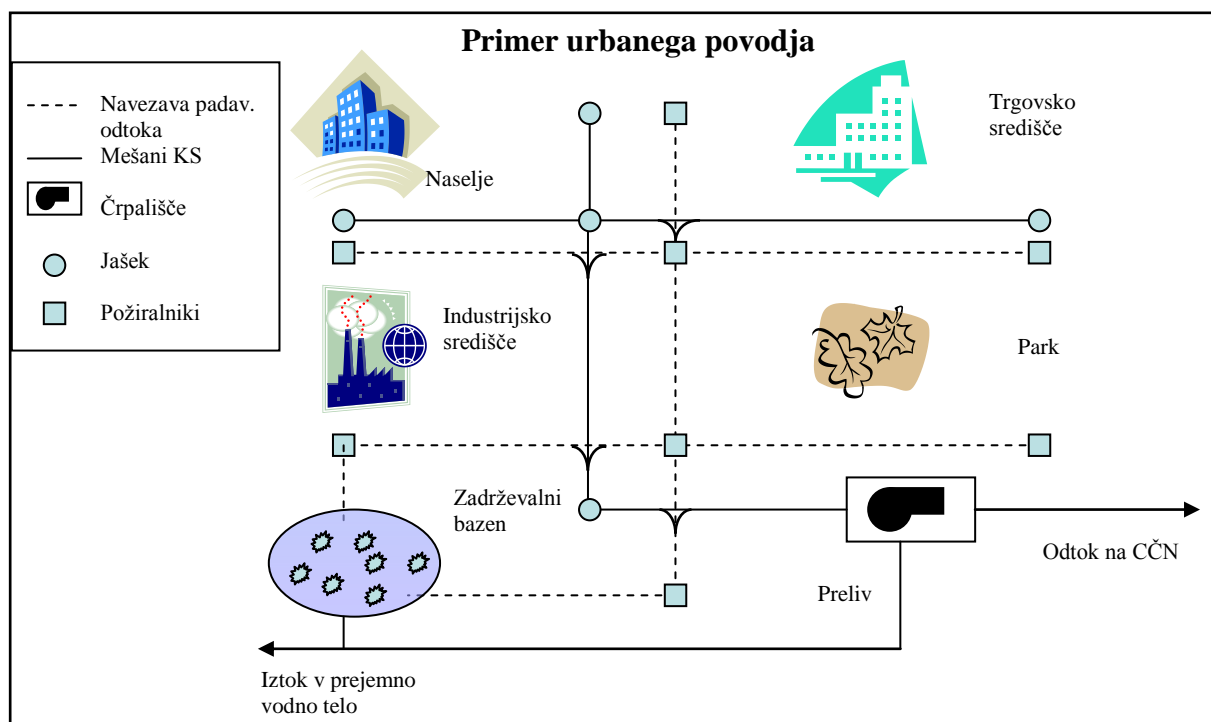 Primer urbanega povodja
Navezava padav.
odtoka
Mešani KS
Črpališče
Jašek
Požiralniki
Naselje
Trgovsko
središče
Industrijsko
središče
Park
Zadrževalni
bazen
Odtok na CČN
Preliv
Iztok v prejemno
vodno telo